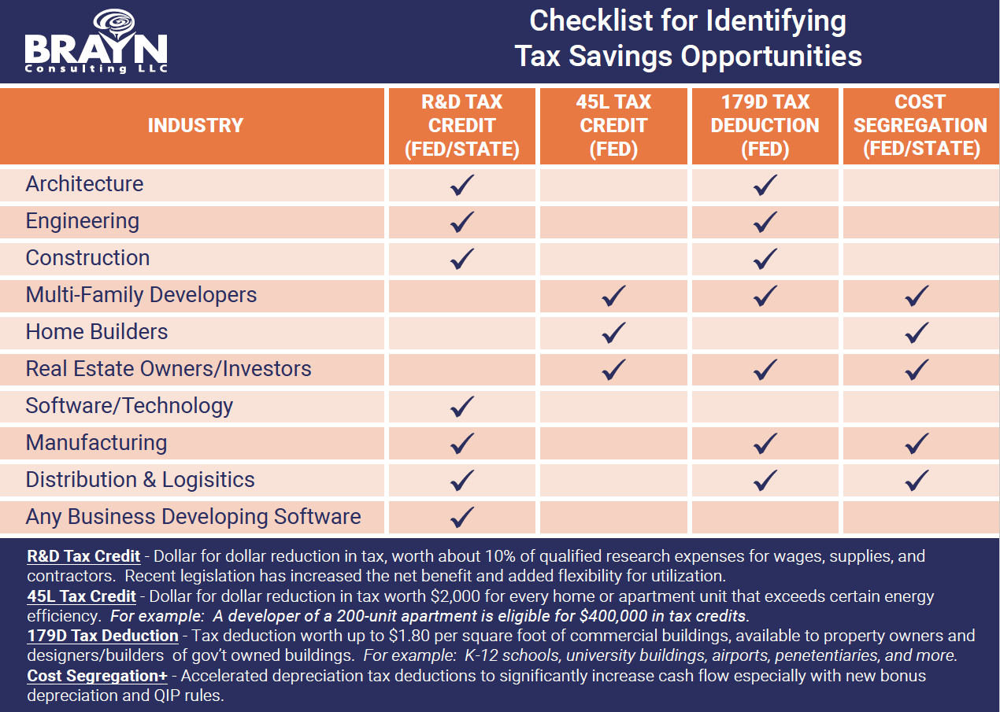 BRAYN
Consulting LLC
Checklist for Identifying
Tax Savings Opportunities
INDUSTRY
R&D TAX
CREDIT
(FED/STATE)
45L TAX
CREDIT
(FED)
179D TAX
DEDUCTION
(FED)
COST
SEGREGATION
(FED/STATE)
Architecture ✓ ✓
Engineering ✓ ✓
Construction ✓ ✓
Multi-Family Developers ✓ ✓ ✓
Home Builders ✓ ✓
Real Estate Owners/Investors ✓ ✓ ✓
Software/Technology ✓
Manufacturing ✓ ✓ ✓
Distribution & Logisitics ✓ ✓ ✓
Any Business Developing Software ✓
R&D Tax Credit - Dollar for dollar reduction in tax, worth about 10% of qualified research expenses for wages, supplies, and
contractors. Recent legislation has increased the net benefit and added flexibility for utilization.
45L Tax Credit - Dollar for dollar reduction in tax worth $2,000 for every home or apartment unit that exceeds certain energy
efficiency. For example: A developer of a 200-unit apartment is eligible for $400,000 in tax credits.
179D Tax Deduction - Tax deduction worth up to $1.80 per square foot of commercial buildings, available to property owners and
designers/builders of gov't owned buildings. For example: K-12 schools, university buildings, airports, penetentiaries, and more.
Cost Segregation+ - Accelerated depreciation tax deductions to significantly increase cash flow especially with new bonus
depreciation and QIP rules.